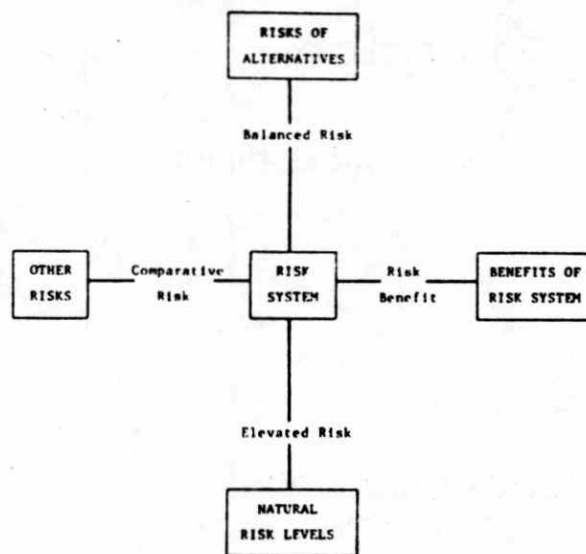 RISKS OF
ALTERNATIVES
Balanced Risk
OTHER
RISKS
Comparative
Risk
RISK
SYSTEM
Risk
Benefit
BENEFITS OF
RISK SYSTEM
Elevated Risk
NATURAL
RISK LEVELS